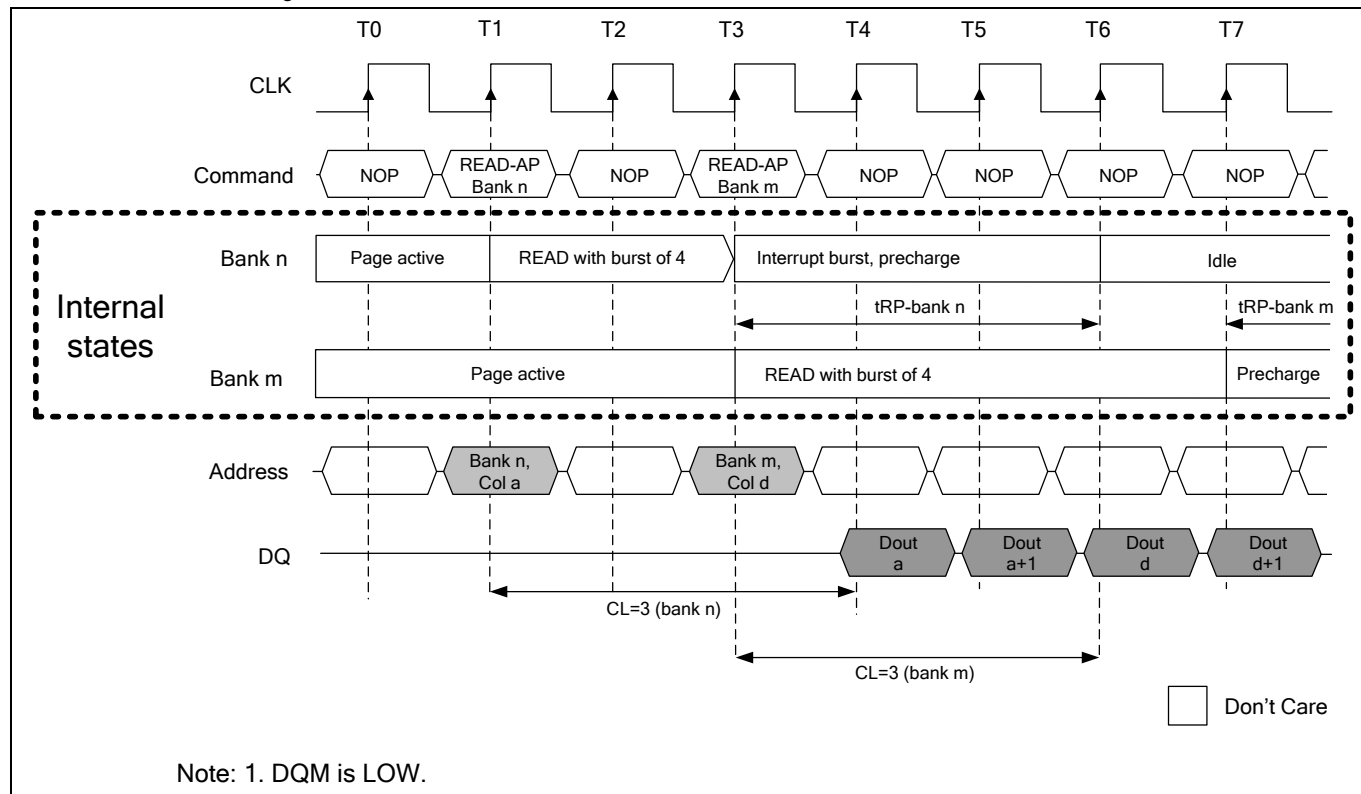 T0 T1 T2 T3 T4 T5 T6 T7
CLK
Command
NOP
READ-AP
Bank n
NOP
READ-AP
Bank m
NOP
NOP
NOP
NOP
Internal
states
Bank n
Page active
READ with burst of 4
Interrupt burst, precharge
Idle
tRP-bank n
tRP-bank m
Bank m
Page active
READ with burst of 4
Precharge
Address
Bank n,
Col a
Bank m,
Col d
DQ
Dout
a
Dout
a+1
Dout
d
Dout
d+1
CL=3 (bank n)
CL=3 (bank m)
Don't Care
Note: 1. DQM is LOW.